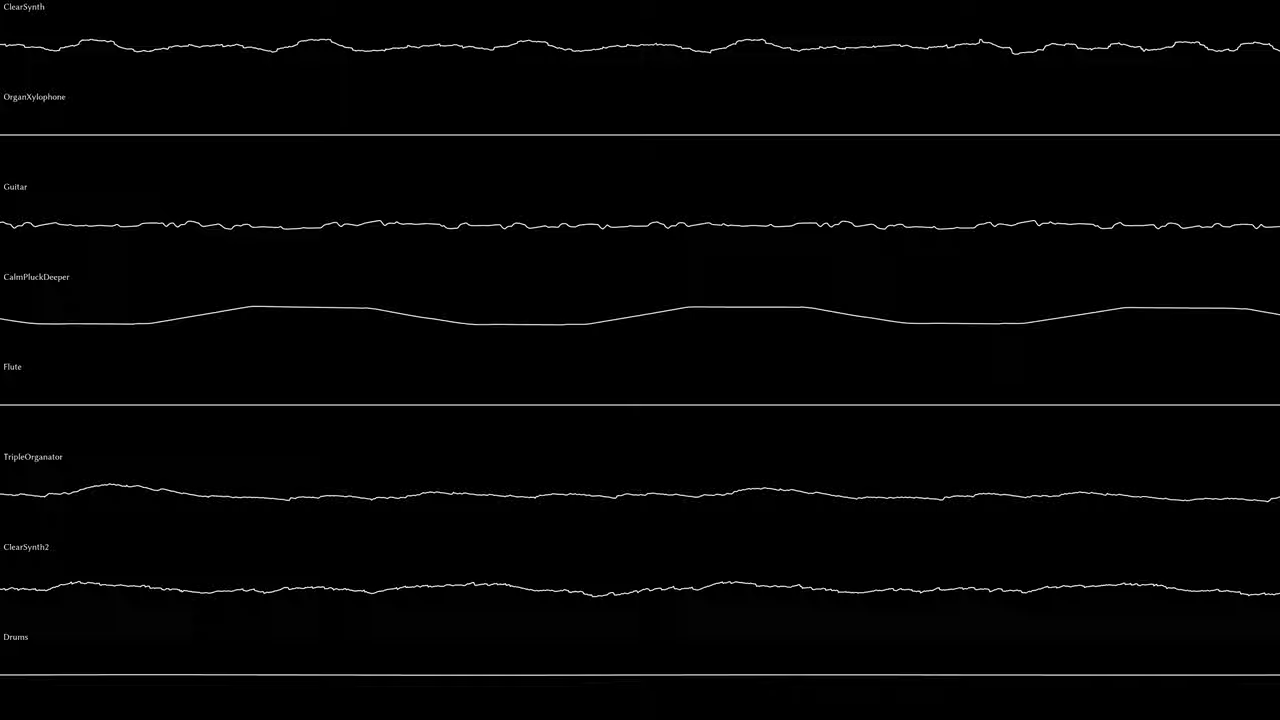 ClearSynth
OrganXylophone
Guitar
CalmPluckDeeper
Flute
TripleOrganator
ClearSynth2
Drums